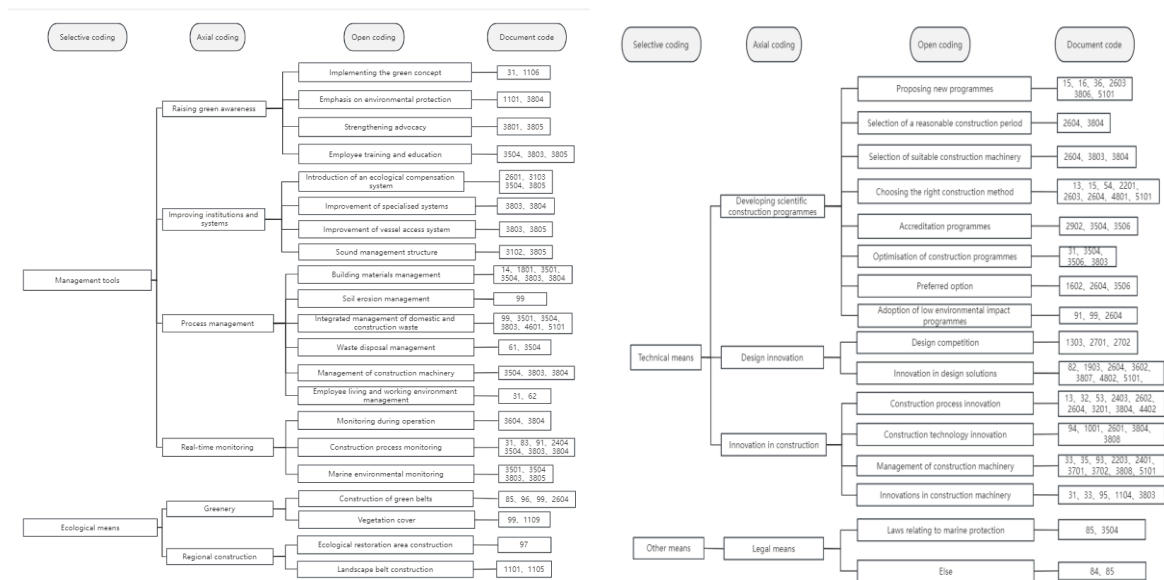 Selective coding
Axial coding
Open coding
Document code
Management tools
Raising green awareness
Implementing the green concept
31、1106
Emphasis on environmental protection
1101、3804
Strengthening advocacy
3801、3805
Employee training and education
3504、3803、3805
Improving institutions and
systems
Introduction of an ecological compensation
system
2601、3103
3504、3805
Improvement of specialised systems
3803、3804
Improvement of vessel access system
3803、3805
Sound management structure
3102、3805
Process management
Building materials management
14、1801、3501
3504、3803、3804
Soil erosion management
99
Integrated management of domestic and
construction waste
99、3501、3504、
3803、4601、5101
Waste disposal management
61、3504
Management of construction machinery
3504、3803、3804
Employee living and working environment
management
31、62
Real-time monitoring
Monitoring during operation
3604、3804
Construction process monitoring
31、83、91、2404
3504、3803、3804
Marine environmental monitoring
3501、3504
3803、3805
Ecological means
Greenery
Construction of green belts
85、96、99、2604
Vegetation cover
99、1109
Regional construction
Ecological restoration area construction
97
Landscape belt construction
1101、1105
Selective coding
Axial coding
Open coding
Document code
Technical means
Developing scientific
construction programmes
Proposing new programmes
15、16、36、2603
3806、5101
Selection of a reasonable construction period
2604、3804
Selection of suitable construction machinery
2604、3803、3804
Choosing the right construction method
13、15、54、2201、
2603、2604、4801、5101
Accreditation programmes
2902、3504、3506
Optimisation of construction programmes
31、3504、
3506、3803
Preferred option
1602、2604、3506
Adoption of low environmental impact
programmes
91、99、2604
Design innovation
Design competition
1303、2701、2702
Innovation in design solutions
82、1903、2604、3602、
3807、4802、5101、
Innovation in construction
Construction process innovation
13、32、53、2403、2602、
2604、3201、3804、4402
Construction technology innovation
94、1001、2601、3804、
3808
Management of construction machinery
33、35、93、2203、2401、
3701、3702、3808、5101
Innovations in construction machinery
31、33、95、1104、3803
Other means
Legal means
Laws relating to marine protection
85、3504
Else
84、85